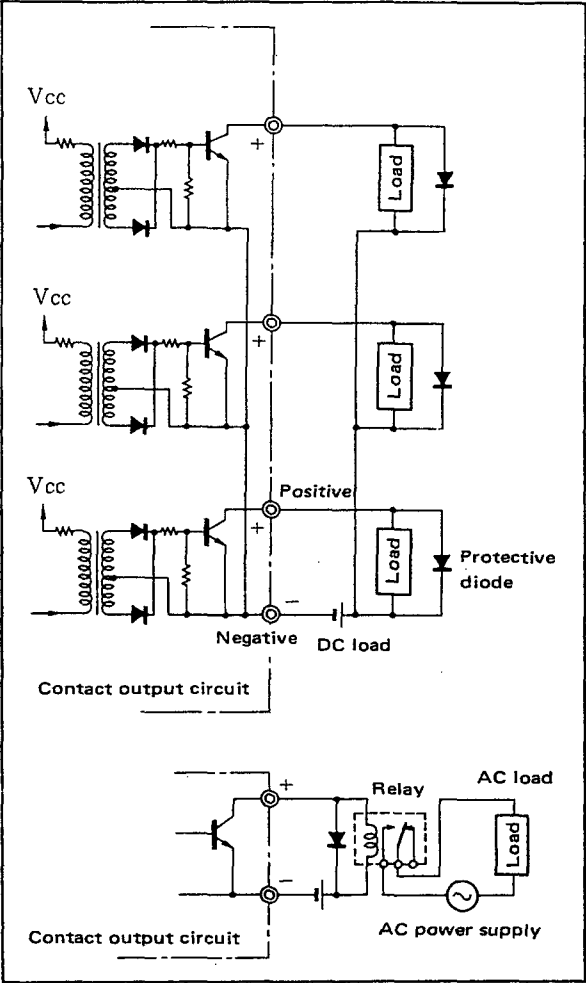 Vcc
+
Load
Vcc
+
Load
Vcc
Positive
+
Load
Protective
diode
−
Negative
DC load
Contact output circuit
+
AC load
Relay
Load
−
AC power supply
Contact output circuit